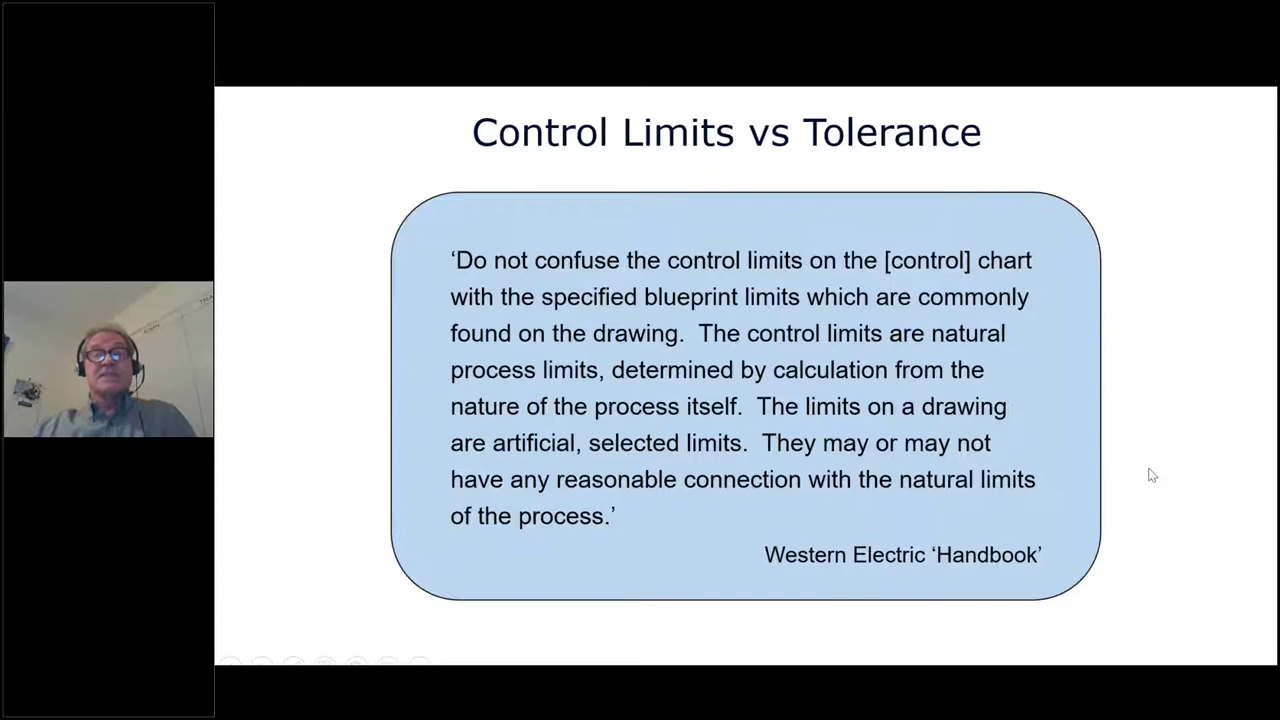 Control Limits vs Tolerance
‘Do not confuse the control limits on the [control] chart
with the specified blueprint limits which are commonly
found on the drawing.  The control limits are natural
process limits, determined by calculation from the
nature of the process itself.  The limits on a drawing
are artificial, selected limits.  They may or may not
have any reasonable connection with the natural limits
of the process.’
Western Electric ‘Handbook’